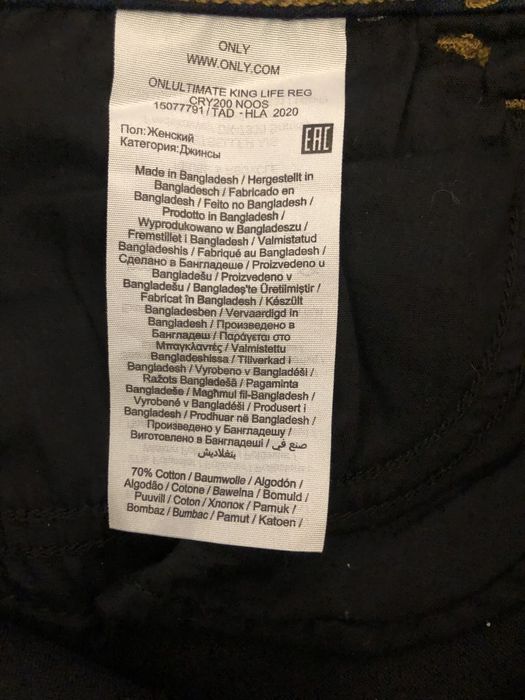 ONLY
WWW.ONLY.COM
ONLULTIMATE KING LIFE REG
CRY200 NOOS
15077791 / TAD - HLA 2020
Пол: Женский
Категория: Джинсы
EAC
Made in Bangladesh / Hergestellt in
Bangladesch / Fabricado en
Bangladesh / Feito no Bangladesh /
Prodotto in Bangladesh /
Wyprodukowano w Bangladeszu /
Fremstillet i Bangladesh / Valmistatud
Bangladeshis / Fabriqué au Bangladesh /
Сделано в Бангладеше / Proizvedeno u
Bangladešu / Proizvedeno v
Bangladešu / Bangladeş'te Üretilmiştir /
Fabricat în Bangladesh / Készült
Bangladesben / Vervaardigd in
Bangladesh / Произведено в
Бангладеш / Παράγεται στο
Μπαγκλαντές / Valmistettu
Bangladeshissa / Tillverkad i
Bangladesh / Vyrobeno v Bangladéši /
Ražots Bangladešā / Pagaminta
Bangladeše / Magħmul fil-Bangladesh /
Vyrobené v Bangladéši / Produsert i
Bangladesh / Prodhuar në Bangladesh /
Произведено у Бангладешу /
Виготовлено в Бангладеші / صنع في
بنغلاديش
70% Cotton / Baumwolle / Algodón /
Algodão / Cotone / Bawełna / Bomuld /
Puuvill / Coton / Хлопок / Pamuk /
Bombaz / Bumbac / Pamut / Katoen /